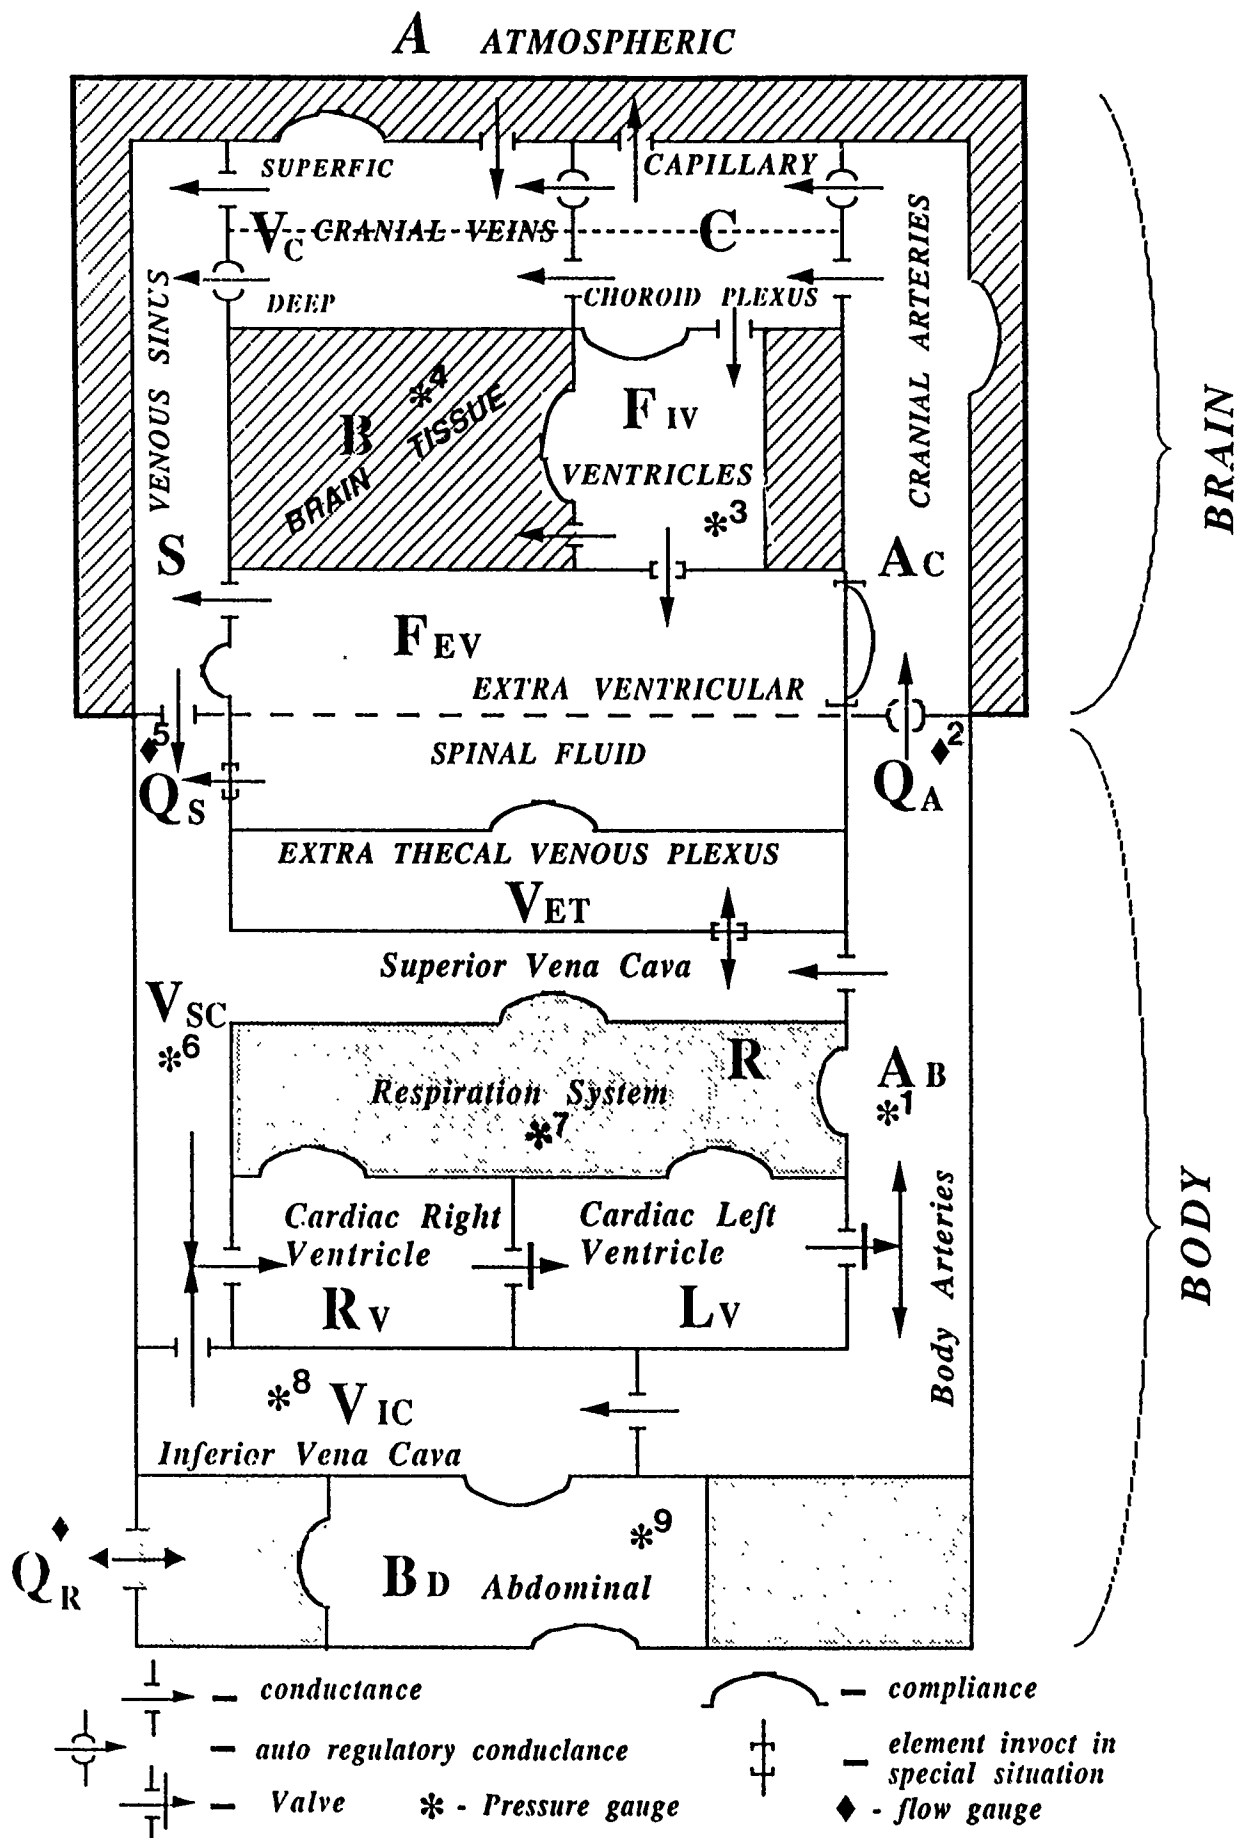 A ATMOSPHERIC
SUPERFIC
CAPILLARY
VC CRANIAL VEINS
C
DEEP
CHOROID PLEXUS
VENOUS SINUS
CRANIAL ARTERIES
*4
B
BRAIN TISSUE
F IV
VENTRICLES
*3
BRAIN
S
AC
FEV
EXTRA VENTRICULAR
♦5
♦2
SPINAL FLUID
QS
QA
EXTRA THECAL VENOUS PLEXUS
VET
Superior Vena Cava
VSC
*6
R
Respiration System
*7
AB
*1
BODY
Cardiac Right
Ventricle
RV
Cardiac Left
Ventricle
LV
Body Arteries
*8
VIC
Inferior Vena Cava
*9
QR
BD Abdominal
– conductance
– compliance
– auto regulatory conduclance
– element invoct in
special situation
– Valve
* - Pressure gauge
♦ - flow gauge